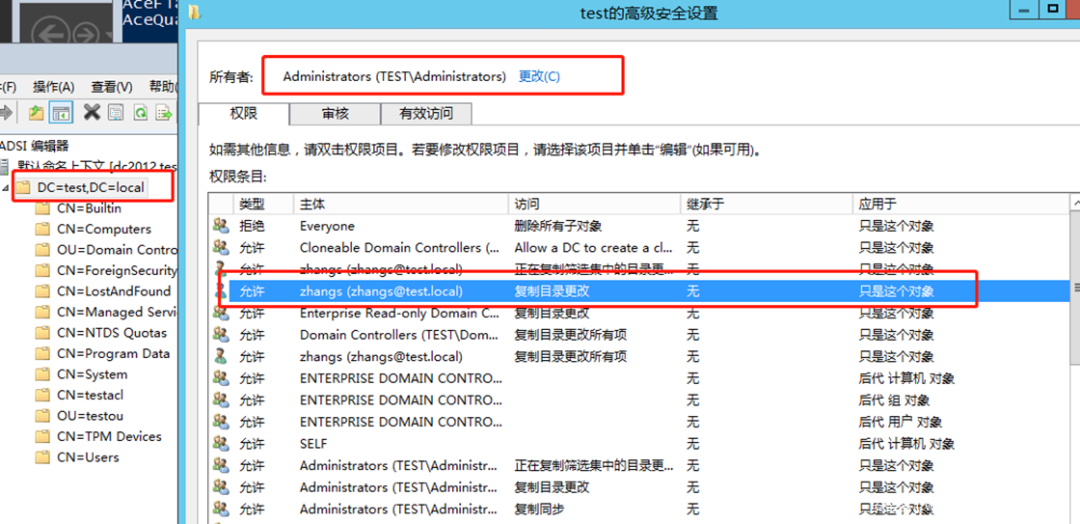 AceFl
AceQua
test的高级安全设置
(F) 操作(A) 查看(V) 帮助
ADSI 编辑器
默认命名上下文 [dc2012.tes
DC=test,DC=local
CN=Builtin
CN=Computers
OU=Domain Contro
CN=ForeignSecurity
CN=LostAndFound
CN=Managed Servi
CN=NTDS Quotas
CN=Program Data
CN=System
CN=testacl
OU=testou
CN=TPM Devices
CN=Users
所有者: Administrators (TEST\Administrators) 更改(C)
权限 审核 有效访问
如需其他信息，请双击权限项目。若要修改权限项目，请选择该项目并单击“编辑”(如果可用)。
权限条目:
类型 主体 访问 继承于 应用于
拒绝 Everyone 删除所有子对象 无 只是这个对象
允许 Cloneable Domain Controllers (... Allow a DC to create a cl... 无 只是这个对象
允许 zhangs (zhangs@test.local) 正在复制筛选集中的目录更... 无 只是这个对象
允许 zhangs (zhangs@test.local) 复制目录更改 无 只是这个对象
允许 Enterprise Read-only Domain C... 复制目录更改 无 只是这个对象
允许 Domain Controllers (TEST\Dom... 复制目录更改所有项 无 只是这个对象
允许 zhangs (zhangs@test.local) 复制目录更改所有项 无 只是这个对象
允许 ENTERPRISE DOMAIN CONTRO... 无 后代 计算机 对象
允许 ENTERPRISE DOMAIN CONTRO... 无 后代 组 对象
允许 ENTERPRISE DOMAIN CONTRO... 无 后代 用户 对象
允许 SELF 无 后代 计算机 对象
允许 Administrators (TEST\Administr... 正在复制筛选集中的目录更... 无 只是这个对象
允许 Administrators (TEST\Administr... 复制目录更改 无 只是这个对象
允许 Administrators (TEST\Administr... 复制同步 无 只是这个对象